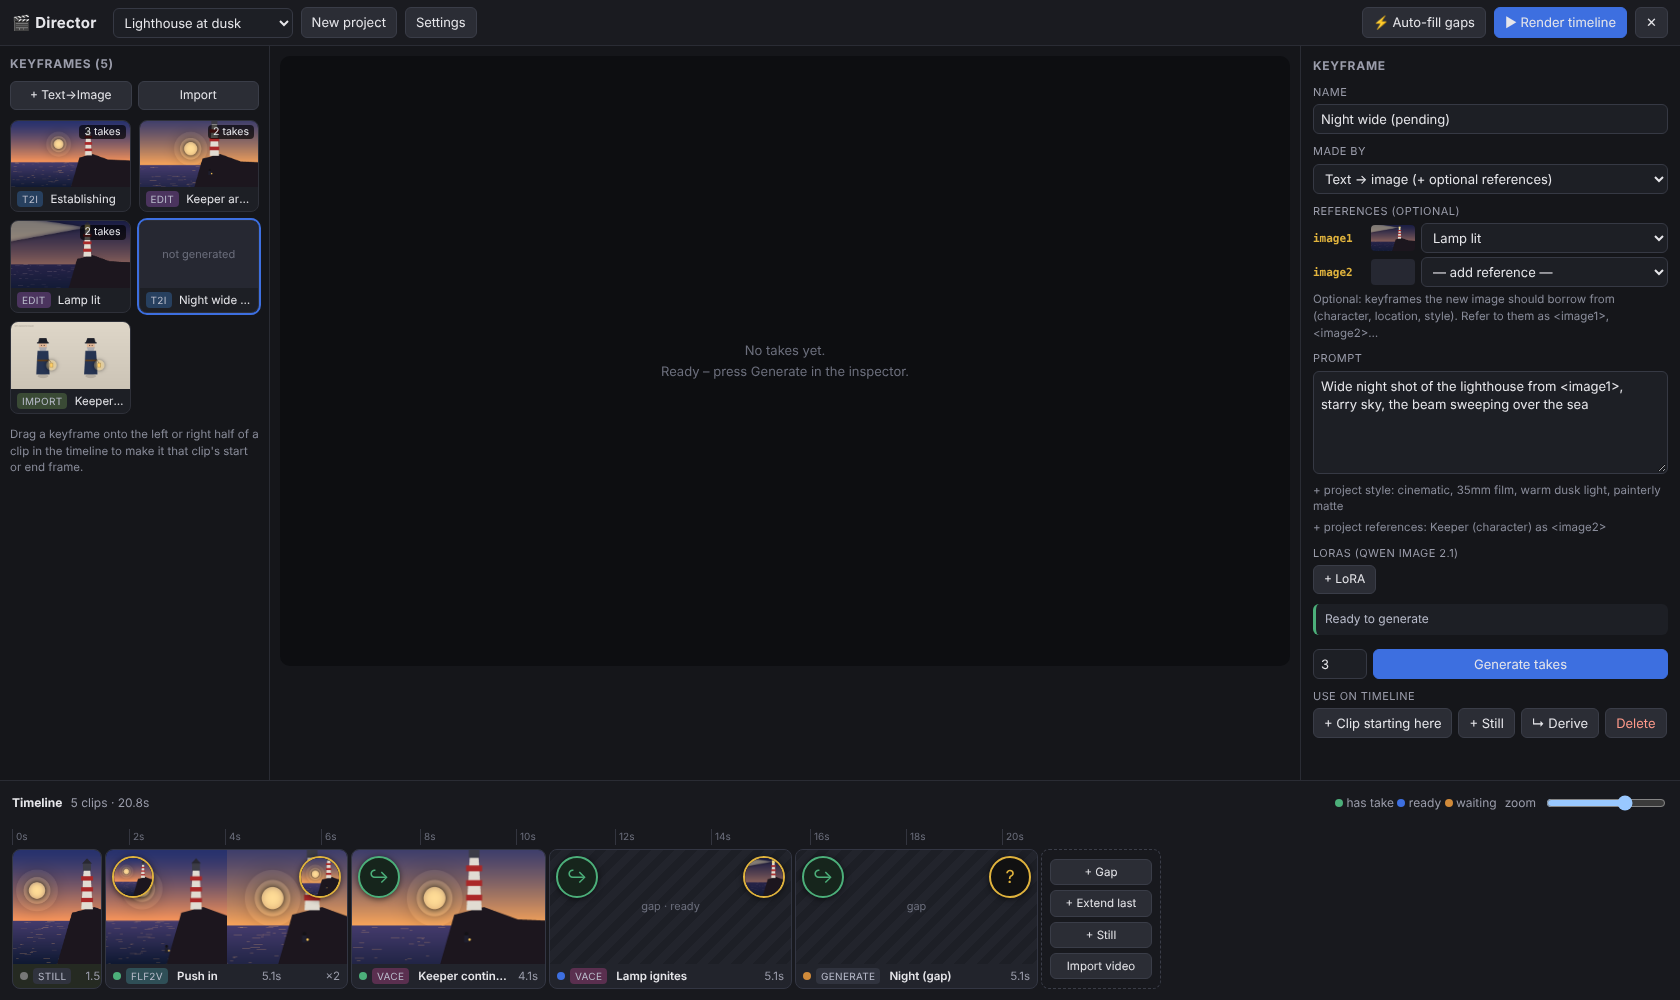 🎬 Director
Lighthouse at dusk
New project
Settings
⚡ Auto-fill gaps
▶ Render timeline
✕
KEYFRAMES (5)
+ Text→Image
Import
3 takes
T2I Establishing
2 takes
EDIT Keeper ar...
2 takes
EDIT Lamp lit
not generated
T2I Night wide ...
IMPORT Keeper...
Drag a keyframe onto the left or right half of a
clip in the timeline to make it that clip's start
or end frame.
No takes yet.
Ready – press Generate in the inspector.
KEYFRAME
NAME
Night wide (pending)
MADE BY
Text → image (+ optional references)
REFERENCES (OPTIONAL)
image1 Lamp lit
image2 — add reference —
Optional: keyframes the new image should borrow from
(character, location, style). Refer to them as <image1>,
<image2>...
PROMPT
Wide night shot of the lighthouse from <image1>,
starry sky, the beam sweeping over the sea
+ project style: cinematic, 35mm film, warm dusk light, painterly
matte
+ project references: Keeper (character) as <image2>
LORAS (QWEN IMAGE 2.1)
+ LoRA
Ready to generate
3
Generate takes
USE ON TIMELINE
+ Clip starting here
+ Still
↳ Derive
Delete
Timeline 5 clips · 20.8s
has take ready waiting zoom
0s 2s 4s 6s 8s 10s 12s 14s 16s 18s 20s
STILL 1.5
FLF2V Push in 5.1s ×2
VACE Keeper contin... 4.1s
gap · ready
VACE Lamp ignites 5.1s
?
gap
GENERATE Night (gap) 5.1s
+ Gap
+ Extend last
+ Still
Import video